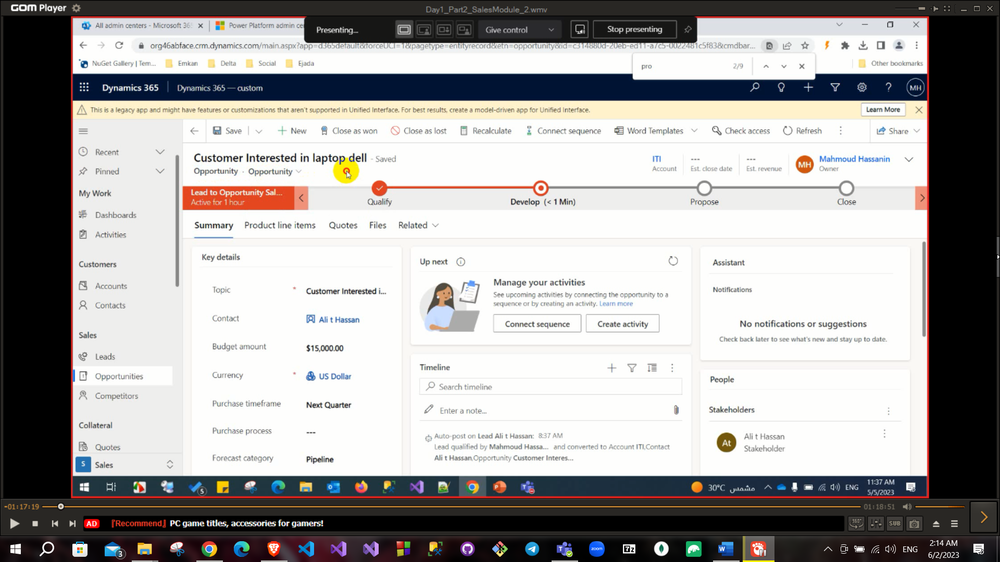 GOM Player
Day1_Part2_SalesModule_2.wmv
All admin centers - Microsoft 365
Power Platform admin ce
Presenting...
Give control
Stop presenting
org46abface.crm.dynamics.com/main.aspx?app=d365default&forceUCI=1&pagetype=entityrecord&etn=opportunity&id=c314880d-20eb-ed11-a7c5-0022481c5f83&cmdbar...
NuGet Gallery | Tem...
Emkan
Delta
Social
Ejada
pro
2/9
Other bookmarks
Dynamics 365
Dynamics 365 — custom
MH
This is a legacy app and might have features or customizations that aren't supported in Unified Interface. For best results, create a model-driven app for Unified Interface.
Learn More
Save
New
Close as won
Close as lost
Recalculate
Connect sequence
Word Templates
Check access
Refresh
Share
Recent
Pinned
My Work
Dashboards
Activities
Customers
Accounts
Contacts
Sales
Leads
Opportunities
Competitors
Collateral
Quotes
S Sales
Customer Interested in laptop dell - Saved
Opportunity · Opportunity
ITI
Account
---
Est. close date
---
Est. revenue
MH
Mahmoud Hassanin
Owner
Lead to Opportunity Sal...
Active for 1 hour
Qualify
Develop (< 1 Min)
Propose
Close
Summary
Product line items
Quotes
Files
Related
Key details
Topic * Customer Interested i...
Contact Ali t Hassan
Budget amount $15,000.00
Currency * US Dollar
Purchase timeframe Next Quarter
Purchase process ---
Forecast category Pipeline
Up next
Manage your activities
See upcoming activities by connecting the opportunity to a
sequence or by creating an activity. Learn more
Connect sequence
Create activity
Timeline
Search timeline
Enter a note...
Auto-post on Lead Ali t Hassan: 8:37 AM
Lead qualified by Mahmoud Hassa... and converted to Account ITI,Contact
Ali t Hassan,Opportunity Customer Interes...
Assistant
Notifications
No notifications or suggestions
Check back later to see what's new and stay up to date.
People
Stakeholders
At
Ali t Hassan
Stakeholder
5
30°C مشمس
ENG
11:37 AM
5/5/2023
-01:17:19
01:18:51
AD
『Recommend』 PC game titles, accessories for gamers!
360°
SUB
3
zoom
7z
ENG
2:14 AM
6/2/2023